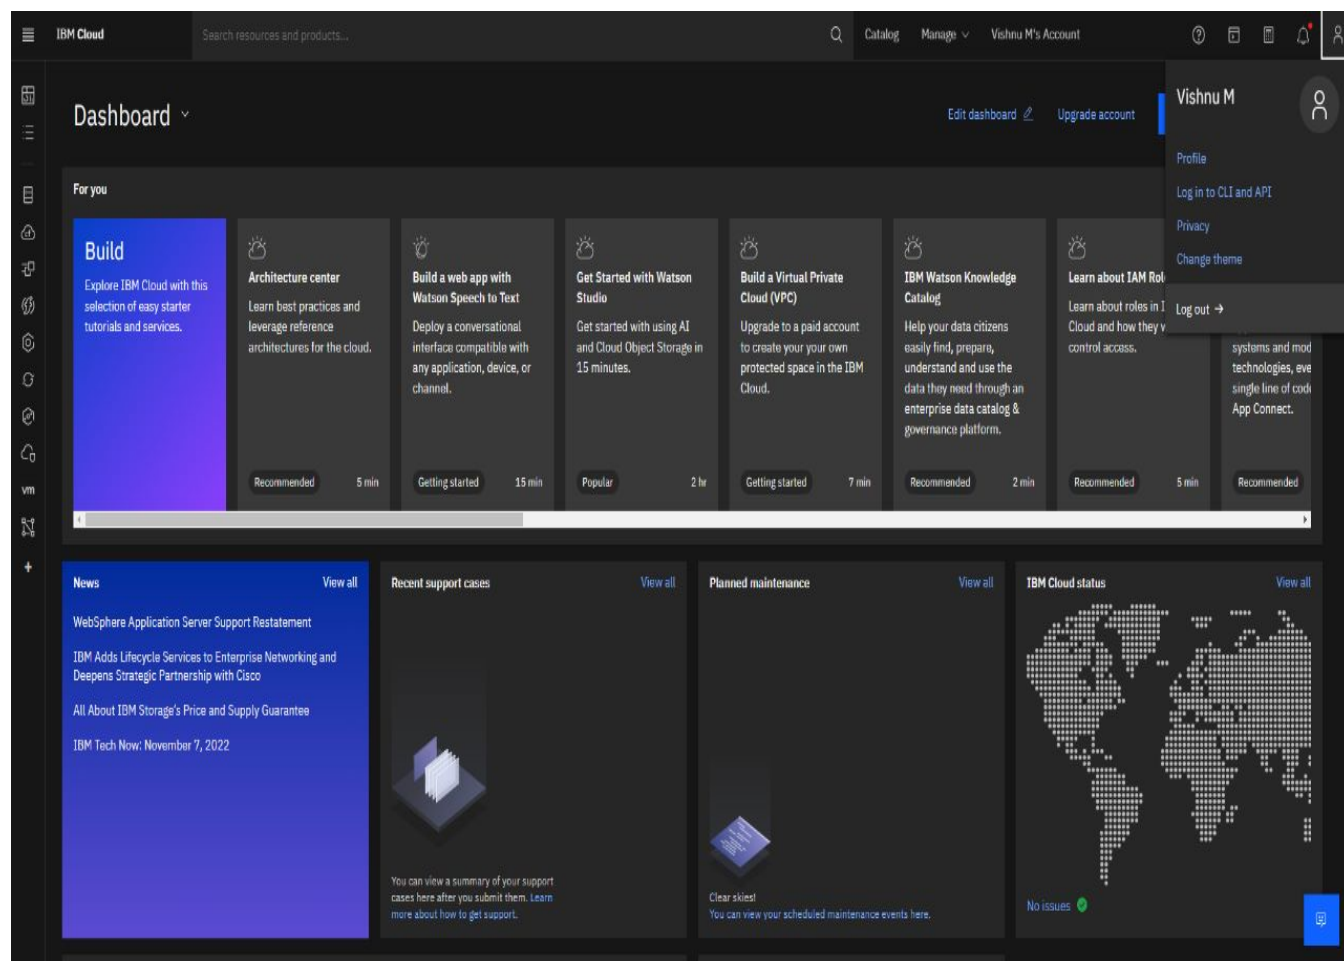 IBM Cloud
Search resources and products...
Catalog
Manage
Vishnu M's Account
Dashboard
Edit dashboard
Upgrade account
Vishnu M
Profile
Log in to CLI and API
Privacy
Change theme
Log out →
For you
Build
Explore IBM Cloud with this
selection of easy starter
tutorials and services.
Architecture center
Learn best practices and
leverage reference
architectures for the cloud.
Recommended
5 min
Build a web app with
Watson Speech to Text
Deploy a conversational
interface compatible with
any application, device, or
channel.
Getting started
15 min
Get Started with Watson
Studio
Get started with using AI
and Cloud Object Storage in
15 minutes.
Popular
2 hr
Build a Virtual Private
Cloud (VPC)
Upgrade to a paid account
to create your your own
protected space in the IBM
Cloud.
Getting started
7 min
IBM Watson Knowledge
Catalog
Help your data citizens
easily find, prepare,
understand and use the
data they need through an
enterprise data catalog &
governance platform.
Recommended
2 min
Learn about IAM Rol
Learn about roles in I
Cloud and how they
control access.
Recommended
5 min
systems and mod
technologies, eve
single line of code
App Connect.
Recommended
vm
News
View all
WebSphere Application Server Support Restatement
IBM Adds Lifecycle Services to Enterprise Networking and
Deepens Strategic Partnership with Cisco
All About IBM Storage's Price and Supply Guarantee
IBM Tech Now: November 7, 2022
Recent support cases
View all
You can view a summary of your support
cases here after you submit them. Learn
more about how to get support.
Planned maintenance
View all
Clear skies!
You can view your scheduled maintenance events here.
IBM Cloud status
View all
No issues